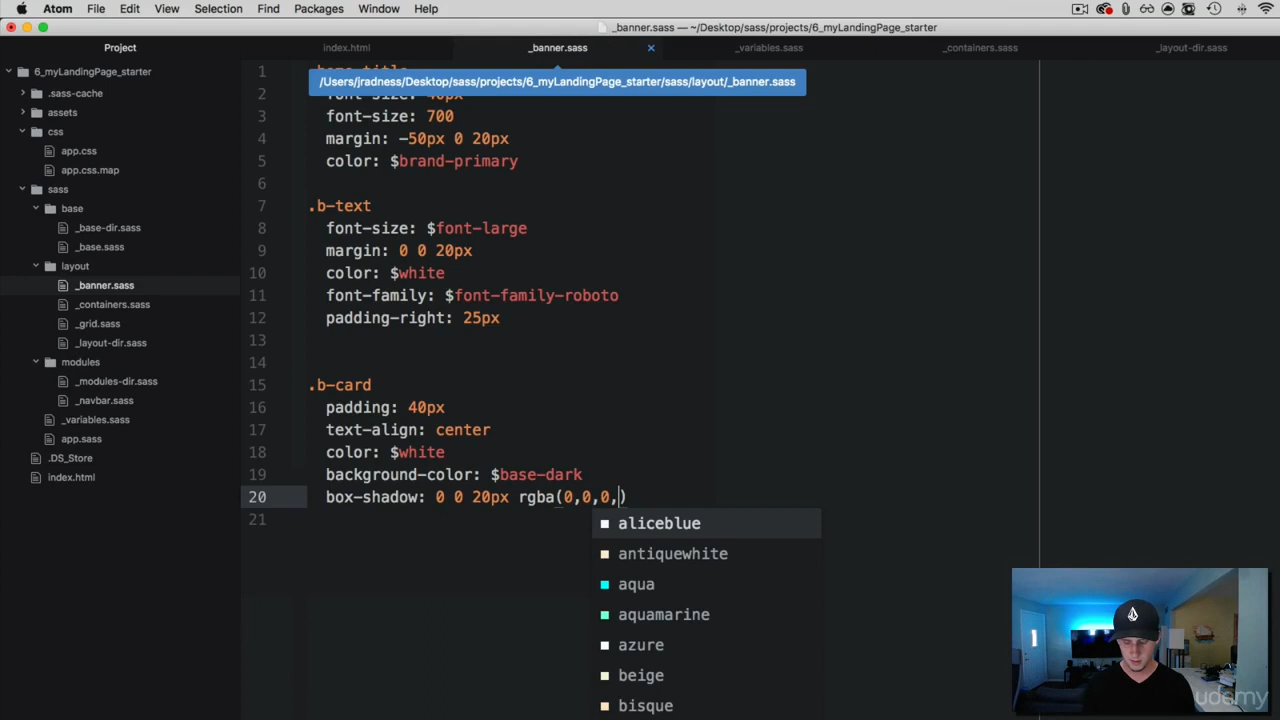 Atom File Edit View Selection Find Packages Window Help
_banner.sass — ~/Desktop/sass/projects/6_myLandingPage_starter
Project
index.html
_banner.sass
_variables.sass
_containers.sass
_layout-dir.sass
/Users/jradness/Desktop/sass/projects/6_myLandingPage_starter/sass/layout/_banner.sass
6_myLandingPage_starter
.sass-cache
assets
css
app.css
app.css.map
sass
base
_base-dir.sass
_base.sass
layout
_banner.sass
_containers.sass
_grid.sass
_layout-dir.sass
modules
_modules-dir.sass
_navbar.sass
_variables.sass
app.sass
.DS_Store
index.html
1
2
3 font-size: 700
4 margin: -50px 0 20px
5 color: $brand-primary
6
7 .b-text
8 font-size: $font-large
9 margin: 0 0 20px
10 color: $white
11 font-family: $font-family-roboto
12 padding-right: 25px
13
14
15 .b-card
16 padding: 40px
17 text-align: center
18 color: $white
19 background-color: $base-dark
20 box-shadow: 0 0 20px rgba(0,0,0,)
21
aliceblue
antiquewhite
aqua
aquamarine
azure
beige
bisque
udemy